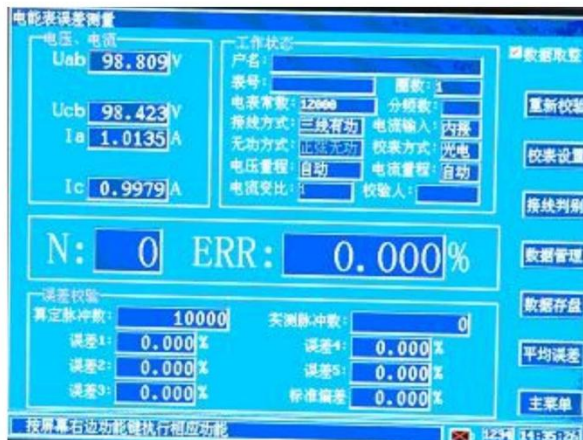 电能表误差测量
电压、电流
Uab 98.809 V
Ucb 98.423 V
Ia 1.0135 A
Ic 0.9979 A
工作状态
户名:
表号: 圈数: 1
电表常数: 12000 分频数:
接线方式: 三线有功 电流输入: 内接
无功方式: 正弦无功 校表方式: 光电
电压量程: 自动 电流量程: 自动
电流变比: 1 校验人:
数据取整
重新校验
校表设置
接线判别
数据管理
数据存盘
平均误差
主菜单
N: 0 ERR: 0.000 %
误差校验
算定脉冲数: 10000 实测脉冲数: 0
误差1: 0.000 % 误差4: 0.000 %
误差2: 0.000 % 误差5: 0.000 %
误差3: 0.000 % 标准偏差: 0.000 %
按屏幕右边功能键执行相应功能